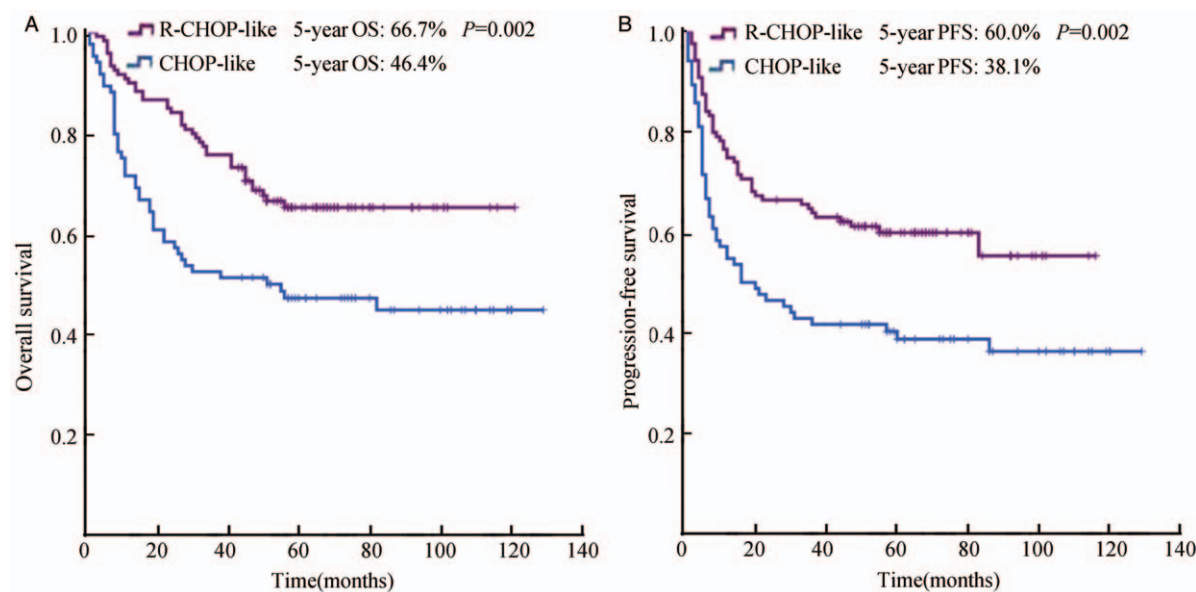 A
R-CHOP-like 5-year OS: 66.7% P=0.002
CHOP-like 5-year OS: 46.4%
Overall survival
1.0
0.8
0.6
0.4
0.2
0 20 40 60 80 100 120 140
Time(months)
B
R-CHOP-like 5-year PFS: 60.0% P=0.002
CHOP-like 5-year PFS: 38.1%
Progression-free survival
1.0
0.8
0.6
0.4
0.2
0 20 40 60 80 100 120 140
Time(months)